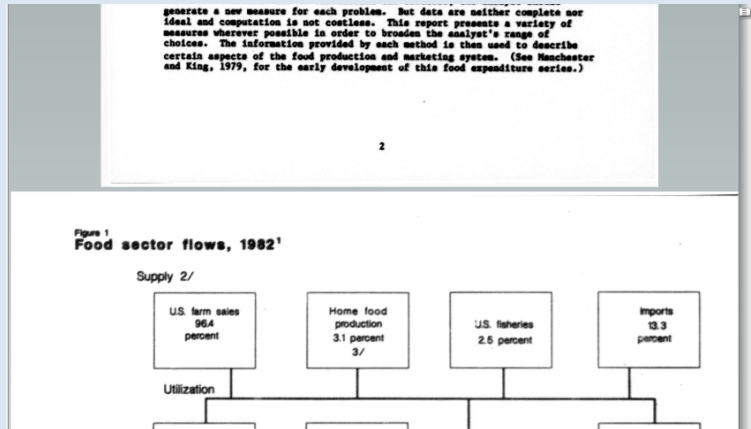 generate a new measure for each problem. But data are neither complete nor
ideal and computation is not costless. This report presents a variety of
measures wherever possible in order to broaden the analyst's range of
choices. The information provided by each method is then used to describe
certain aspects of the food production and marketing system. (See Manchester
and King, 1979, for the early development of this food expenditure series.)
2
Figure 1
Food sector flows, 1982¹
Supply 2/
U.S. farm sales
96.4
percent
Home food
production
3.1 percent
3/
U.S. fisheries
2.5 percent
Imports
13.3
percent
Utilization